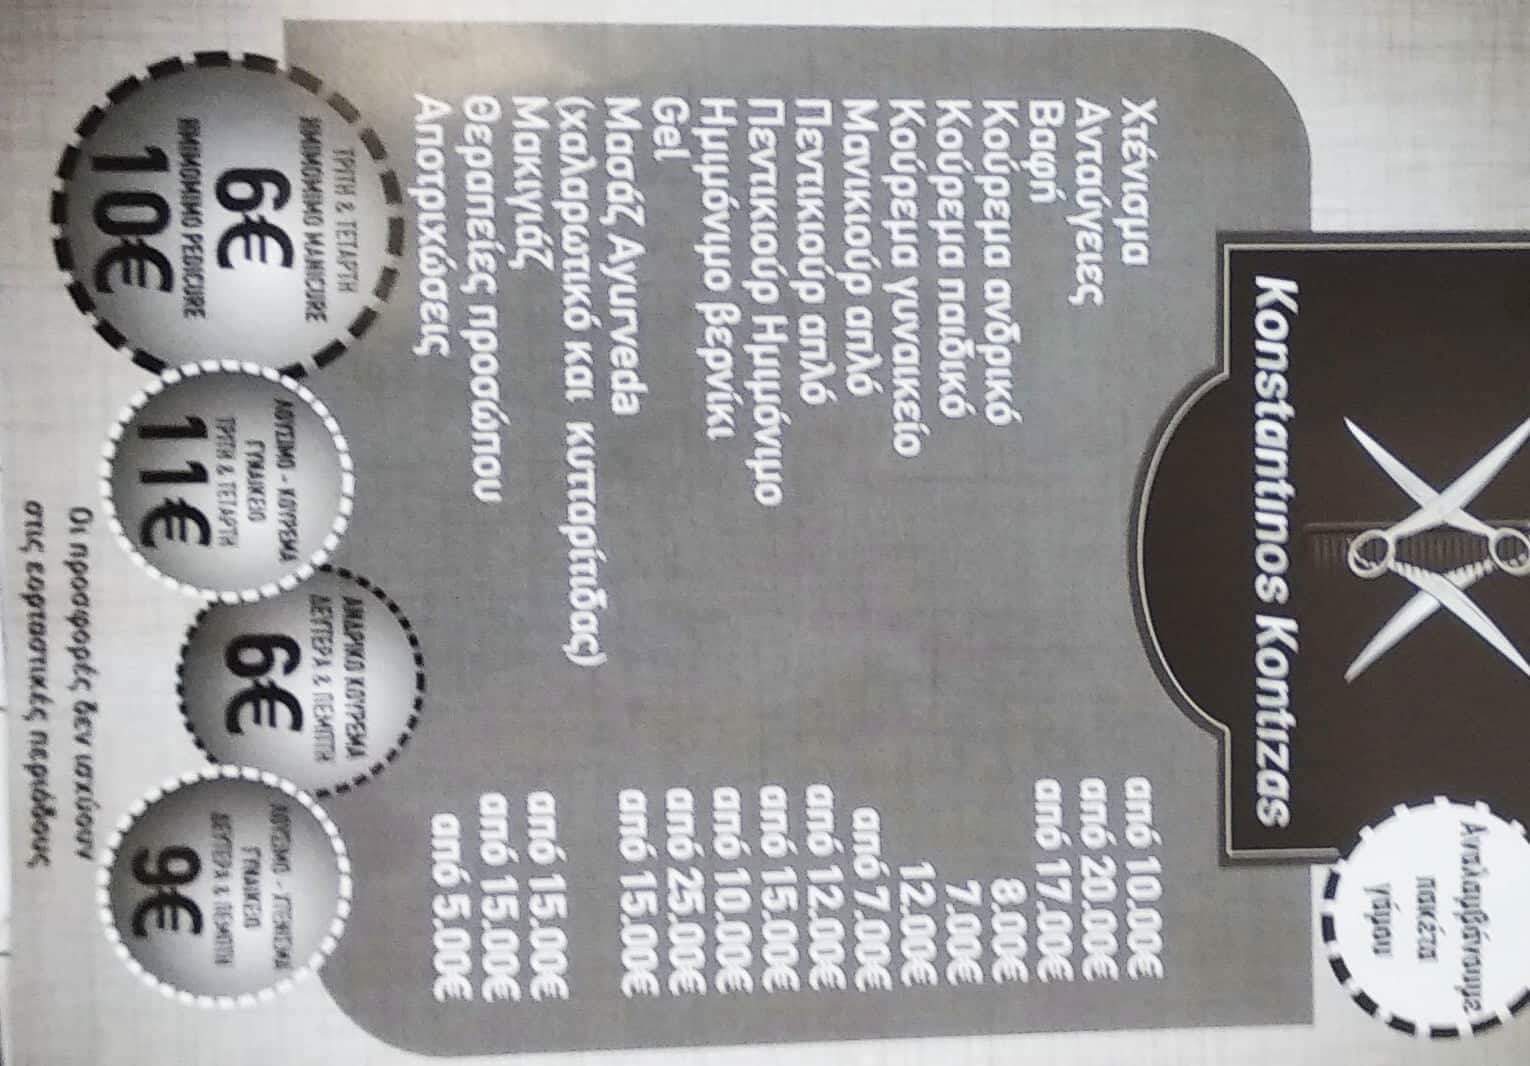 Konstantinos Kontizas
Αναλαμβάνουμε
πακέτα
γάμου
Χτένισμα από 10.00€
Ανταύγειες από 20.00€
Βαφή από 17.00€
Κούρεμα ανδρικό 8.00€
Κούρεμα παιδικό 7.00€
Κούρεμα γυναικείο 12.00€
Μανικιούρ απλό από 7.00€
Πεντικιούρ απλό από 12.00€
Πεντικιούρ Ημιμόνιμο από 15.00€
Ημιμόνιμο βερνίκι από 10.00€
Gel από 25.00€
Μασάζ Ayurveda από 15.00€
(χαλαρωτικό και κυτταρίτιδας)
Μακιγιάζ από 15.00€
Θεραπείες προσώπου από 15.00€
Αποτριχώσεις από 5.00€
ΤΡΙΤΗ & ΤΕΤΑΡΤΗ
ΗΜΙΜΟΝΙΜΟ MANICURE
6€
ΗΜΙΜΟΝΙΜΟ PEDICURE
10€
ΛΟΥΣΙΜΟ - ΚΟΥΡΕΜΑ
ΓΥΝΑΙΚΕΙΟ
ΤΡΙΤΗ & ΤΕΤΑΡΤΗ
11€
ΑΝΔΡΙΚΟ ΚΟΥΡΕΜΑ
ΔΕΥΤΕΡΑ & ΠΕΜΠΤΗ
6€
ΛΟΥΣΙΜΟ - ΧΤΕΝΙΣΜΑ
ΓΥΝΑΙΚΕΙΟ
ΔΕΥΤΕΡΑ & ΠΕΜΠΤΗ
9€
Οι προσφορές δεν ισχύουν
στις εορταστικές περιόδους